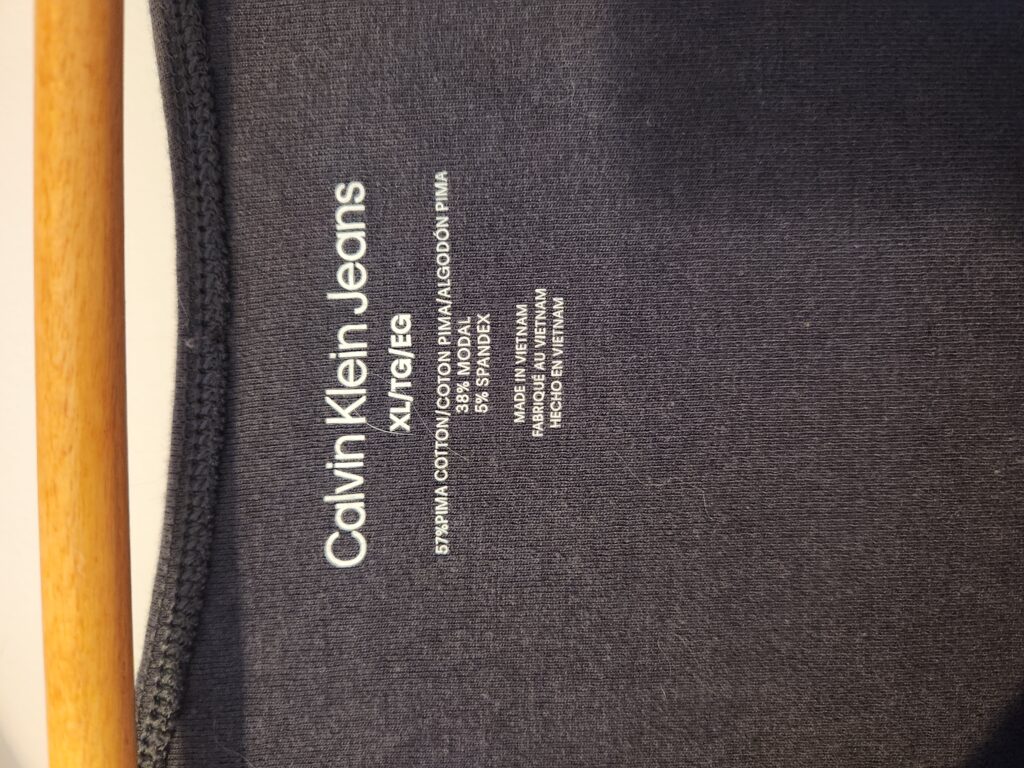 Calvin Klein Jeans
XL/TG/EG
57%PIMA COTTON/COTON PIMA/ALGODÓN PIMA
38% MODAL
5% SPANDEX
MADE IN VIETNAM
FABRIQUÉ AU VIETNAM
HECHO EN VIETNAM